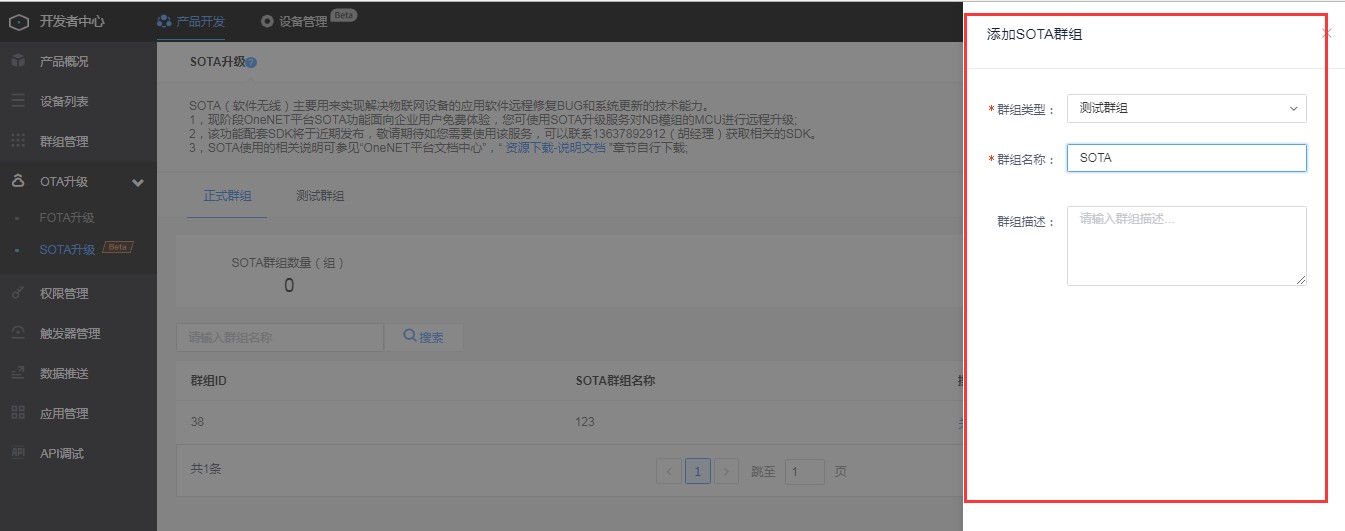 开发者中心
产品开发
设备管理
Beta
产品概况
设备列表
群组管理
OTA升级
FOTA升级
SOTA升级
Beta
权限管理
触发器管理
数据推送
应用管理
API
API调试
SOTA升级?
SOTA（软件无线）主要用来实现解决物联网设备的应用软件远程修复BUG和系统更新的技术能力。
1，现阶段OneNET平台SOTA功能面向企业用户免费体验，您可使用SOTA升级服务对NB模组的MCU进行远程升级;
2，该功能配套SDK将于近期发布，敬请期待如您需要使用该服务，可以联系13637892912（胡经理）获取相关的SDK。
3，SOTA使用的相关说明可参见“OneNET平台文档中心”，“ 资源下载-说明文档 ”章节自行下载;
正式群组
测试群组
SOTA群组数量（组）
0
请输入群组名称
搜索
群组ID
SOTA群组名称
38
123
共1条
< 1 > 跳至 1 页
添加SOTA群组
* 群组类型：
测试群组
* 群组名称：
SOTA
群组描述：
请输入群组描述...